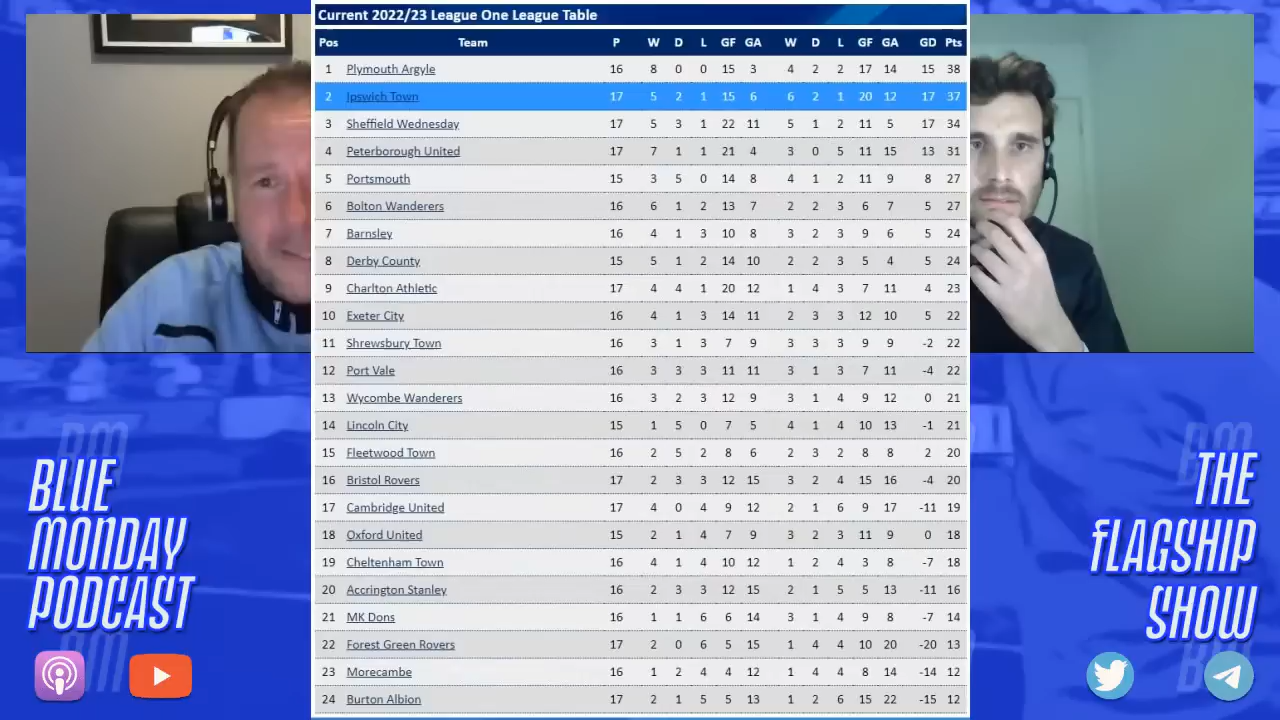 Current 2022/23 League One League Table
Pos Team P W D L GF GA W D L GF GA GD Pts
1 Plymouth Argyle 16 8 0 0 15 3 4 2 2 17 14 15 38
2 Ipswich Town 17 5 2 1 15 6 6 2 1 20 12 17 37
3 Sheffield Wednesday 17 5 3 1 22 11 5 1 2 11 5 17 34
4 Peterborough United 17 7 1 1 21 4 3 0 5 11 15 13 31
5 Portsmouth 15 3 5 0 14 8 4 1 2 11 9 8 27
6 Bolton Wanderers 16 6 1 2 13 7 2 2 3 6 7 5 27
7 Barnsley 16 4 1 3 10 8 3 2 3 9 6 5 24
8 Derby County 15 5 1 2 14 10 2 2 3 5 4 5 24
9 Charlton Athletic 17 4 4 1 20 12 1 4 3 7 11 4 23
10 Exeter City 16 4 1 3 14 11 2 3 3 12 10 5 22
11 Shrewsbury Town 16 3 1 3 7 9 3 3 3 9 9 -2 22
12 Port Vale 16 3 3 3 11 11 3 1 3 7 11 -4 22
13 Wycombe Wanderers 16 3 2 3 12 9 3 1 4 9 12 0 21
14 Lincoln City 15 1 5 0 7 5 4 1 4 10 13 -1 21
15 Fleetwood Town 16 2 5 2 8 6 2 3 2 8 8 2 20
16 Bristol Rovers 17 2 3 3 12 15 3 2 4 15 16 -4 20
17 Cambridge United 17 4 0 4 9 12 2 1 6 9 17 -11 19
18 Oxford United 15 2 1 4 7 9 3 2 3 11 9 0 18
19 Cheltenham Town 16 4 1 4 10 12 1 2 4 3 8 -7 18
20 Accrington Stanley 16 2 3 3 12 15 2 1 5 5 13 -11 16
21 MK Dons 16 1 1 6 6 14 3 1 4 9 8 -7 14
22 Forest Green Rovers 17 2 0 6 5 15 1 4 4 10 20 -20 13
23 Morecambe 16 1 2 4 4 12 1 4 4 8 14 -14 12
24 Burton Albion 17 2 1 5 5 13 1 2 6 15 22 -15 12
BM
BLUE
MONDAY
PODCAST
BM
BM
THE
FLAGSHIP
SHOW
BM